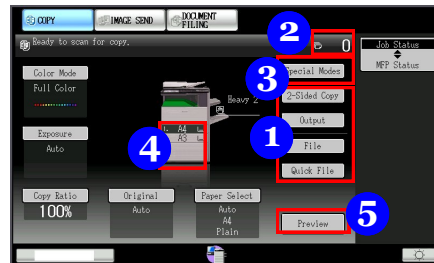 COPY
IMAGE SEND
DOCUMENT
FILING
2
Ready to scan for copy.
0
Job Status
MFP Status
3
Special Modes
Color Mode
Full Color
Heavy 2
2-Sided Copy
Output
1
Exposure
Auto
4
A4
A3
File
Quick File
Copy Ratio
100%
Original
Auto
Paper Select
Auto
A4
Plain
5
Preview